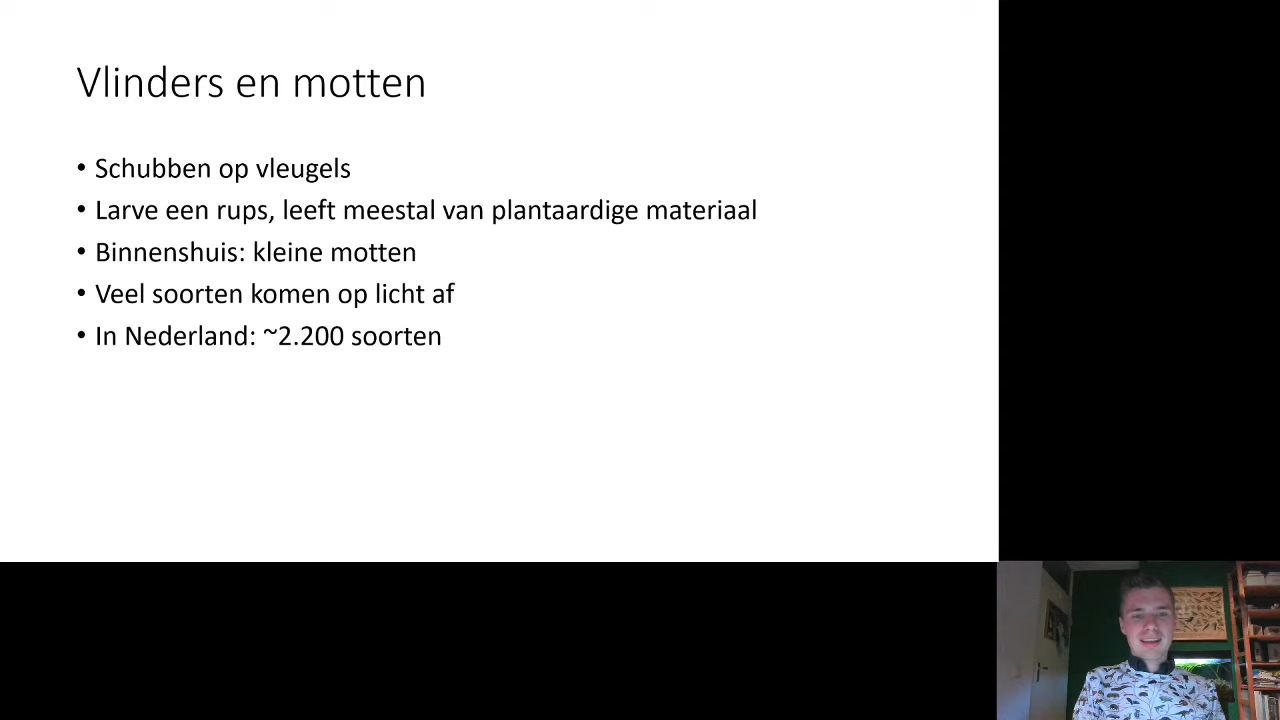 Vlinders en motten
• Schubben op vleugels
• Larve een rups, leeft meestal van plantaardige materiaal
• Binnenshuis: kleine motten
• Veel soorten komen op licht af
• In Nederland: ~2.200 soorten